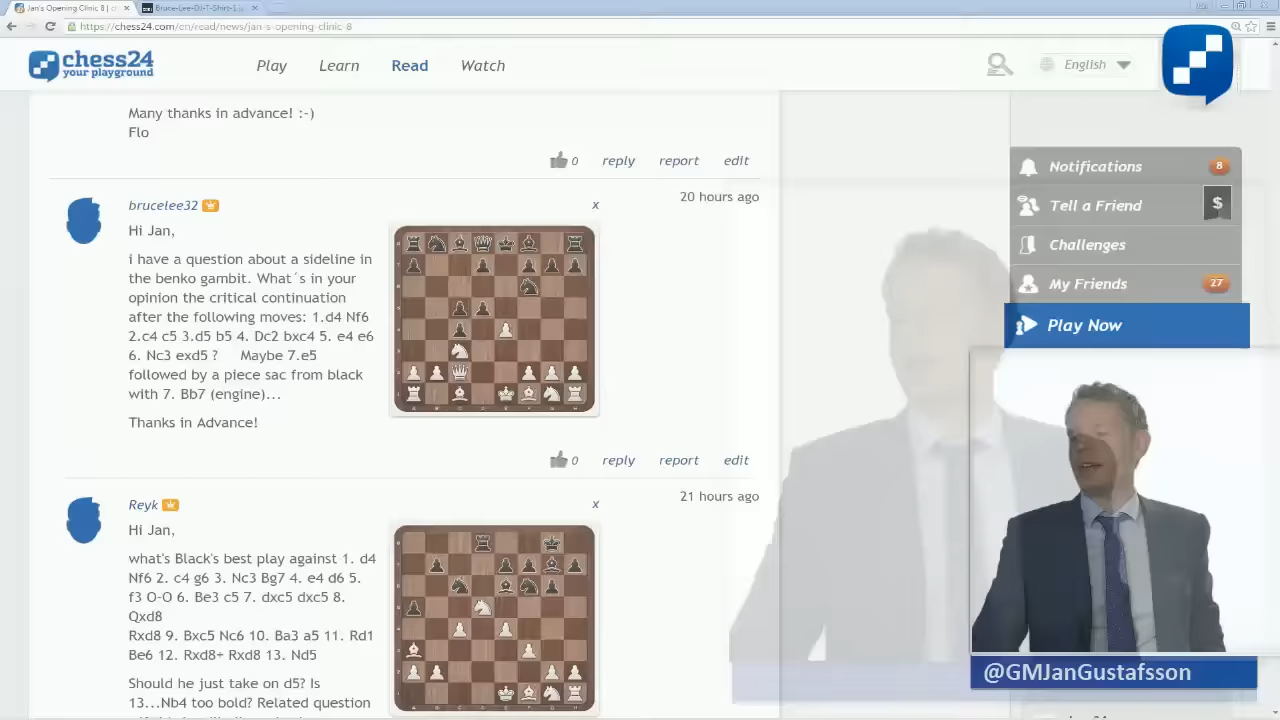 Jan's Opening Clinic 8 | c
Bruce-Lee-DJ-T-Shirt-1.j
https://chess24.com/en/read/news/jan-s-opening-clinic-8
chess24
your playground
Play
Learn
Read
Watch
English
Many thanks in advance! :-)
Flo
0
reply
report
edit
brucelee32
x
20 hours ago
Hi Jan,
i have a question about a sideline in
the benko gambit. What´s in your
opinion the critical continuation
after the following moves: 1.d4 Nf6
2.c4 c5 3.d5 b5 4. Dc2 bxc4 5. e4 e6
6. Nc3 exd5 ? Maybe 7.e5
followed by a piece sac from black
with 7. Bb7 (engine)...
Thanks in Advance!
0
reply
report
edit
Reyk
x
21 hours ago
Hi Jan,
what's Black's best play against 1. d4
Nf6 2. c4 g6 3. Nc3 Bg7 4. e4 d6 5.
f3 O-O 6. Be3 c5 7. dxc5 dxc5 8.
Qxd8
Rxd8 9. Bxc5 Nc6 10. Ba3 a5 11. Rd1
Be6 12. Rxd8+ Rxd8 13. Nd5
Should he just take on d5? Is
13...Nb4 too bold? Related question
Notifications
8
Tell a Friend
$
Challenges
My Friends
27
Play Now
@GMJanGustafsson